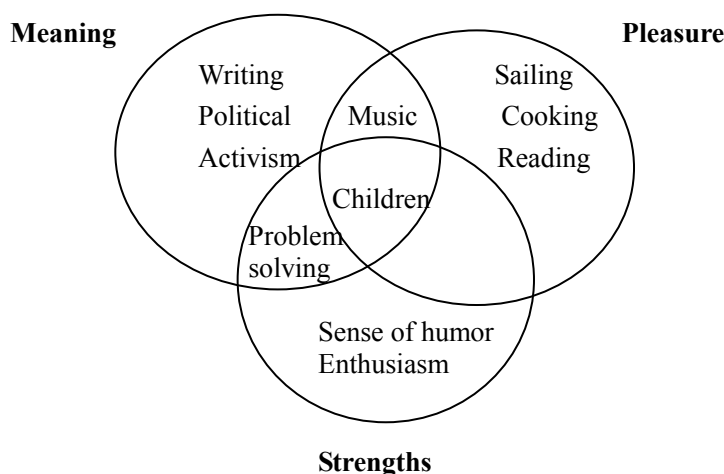 Meaning
Pleasure
Writing
Political
Activism
Music
Sailing
Cooking
Reading
Children
Problem
solving
Sense of humor
Enthusiasm
Strengths